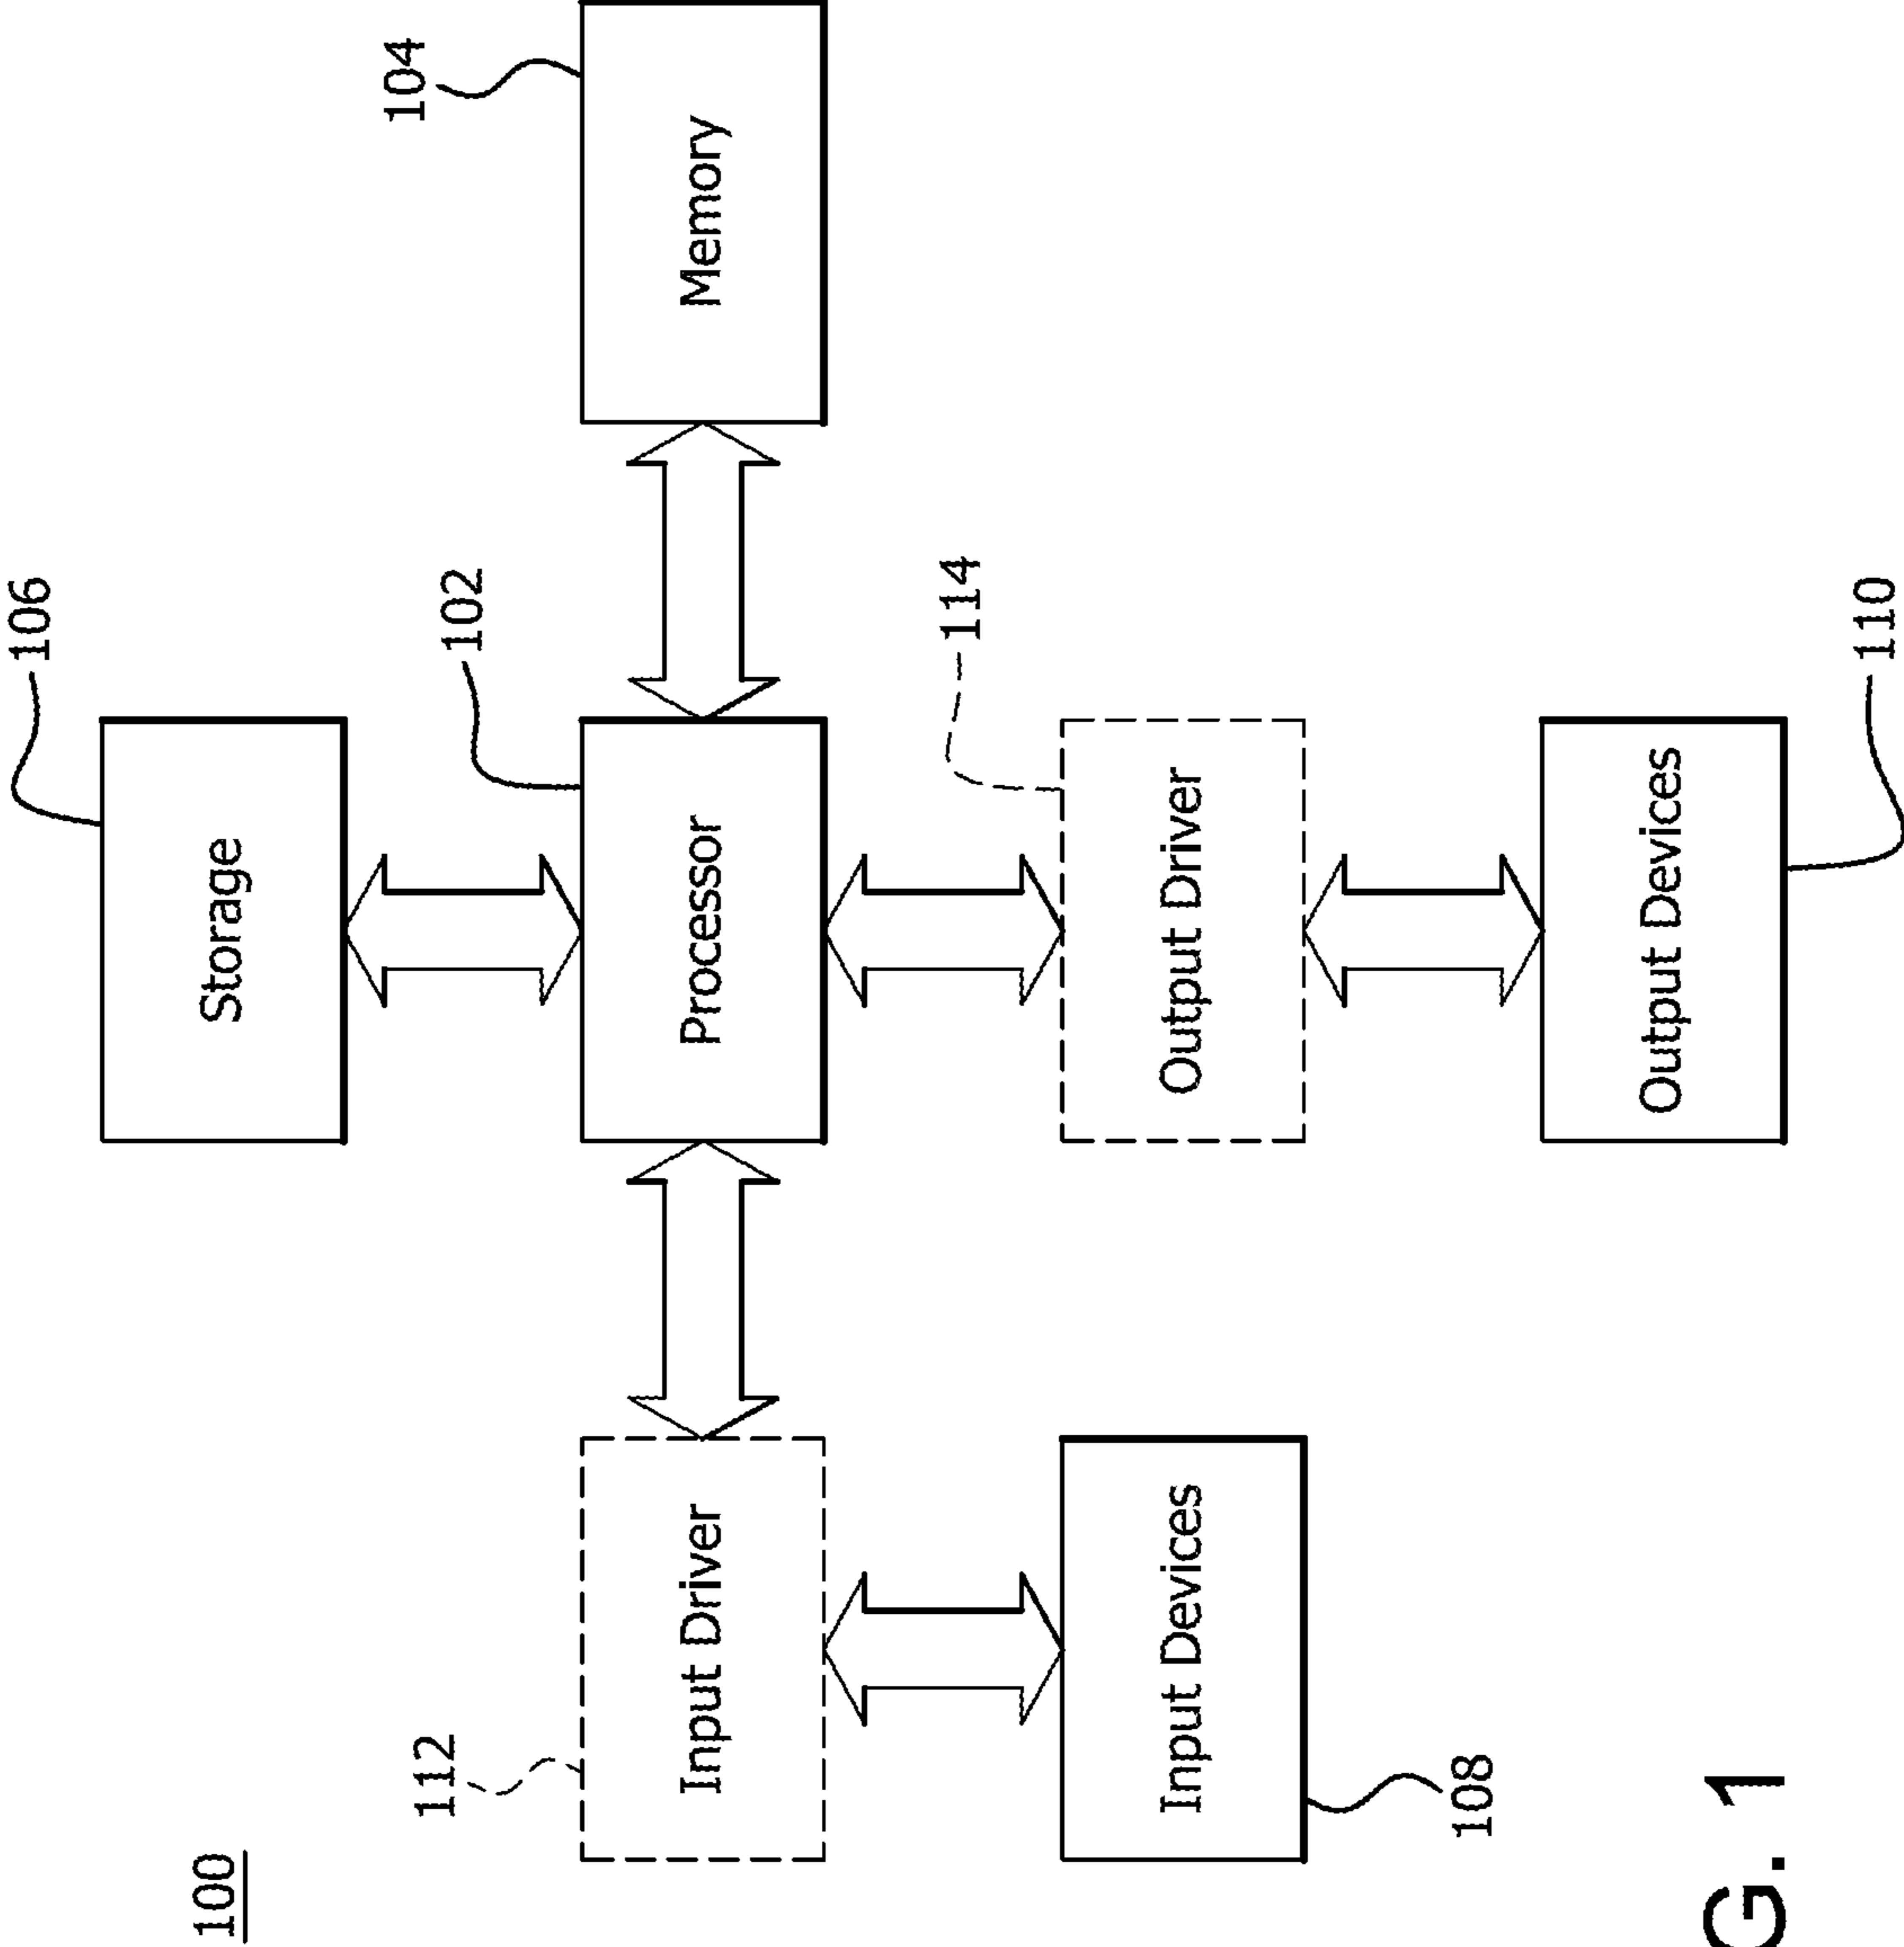 100
106
Storage
112
Input Driver
102
Processor
104
Memory
Input Devices
108
114
Output Driver
Output Devices
110
G. 1